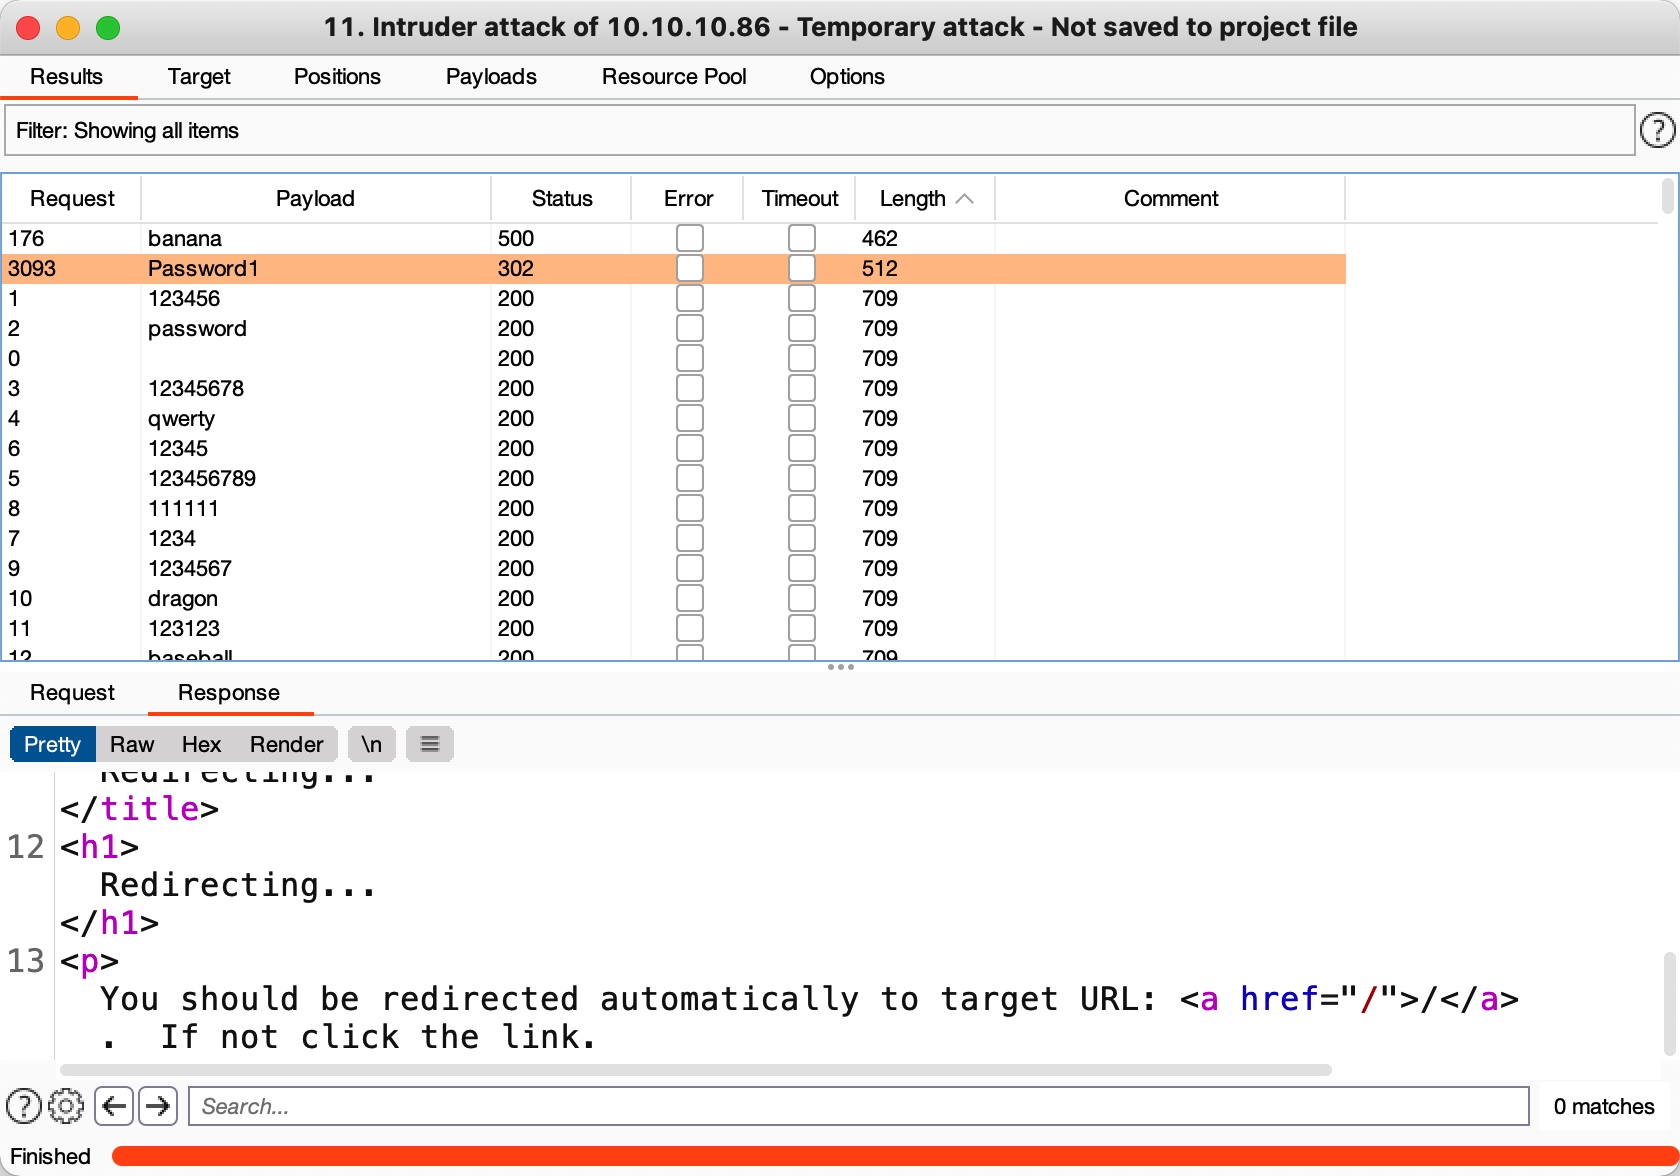 11. Intruder attack of 10.10.10.86 - Temporary attack - Not saved to project file
Results Target Positions Payloads Resource Pool Options
Filter: Showing all items ?
Request Payload Status Error Timeout Length Comment
176 banana 500 462
3093 Password1 302 512
1 123456 200 709
2 password 200 709
0 200 709
3 12345678 200 709
4 qwerty 200 709
6 12345 200 709
5 123456789 200 709
8 111111 200 709
7 1234 200 709
9 1234567 200 709
10 dragon 200 709
11 123123 200 709
12 baseball 200 709
Request Response
Pretty Raw Hex Render \n
Redirecting...
</title>
12 <h1>
Redirecting...
</h1>
13 <p>
You should be redirected automatically to target URL: <a href="/">/</a>
. If not click the link.
? Search... 0 matches
Finished